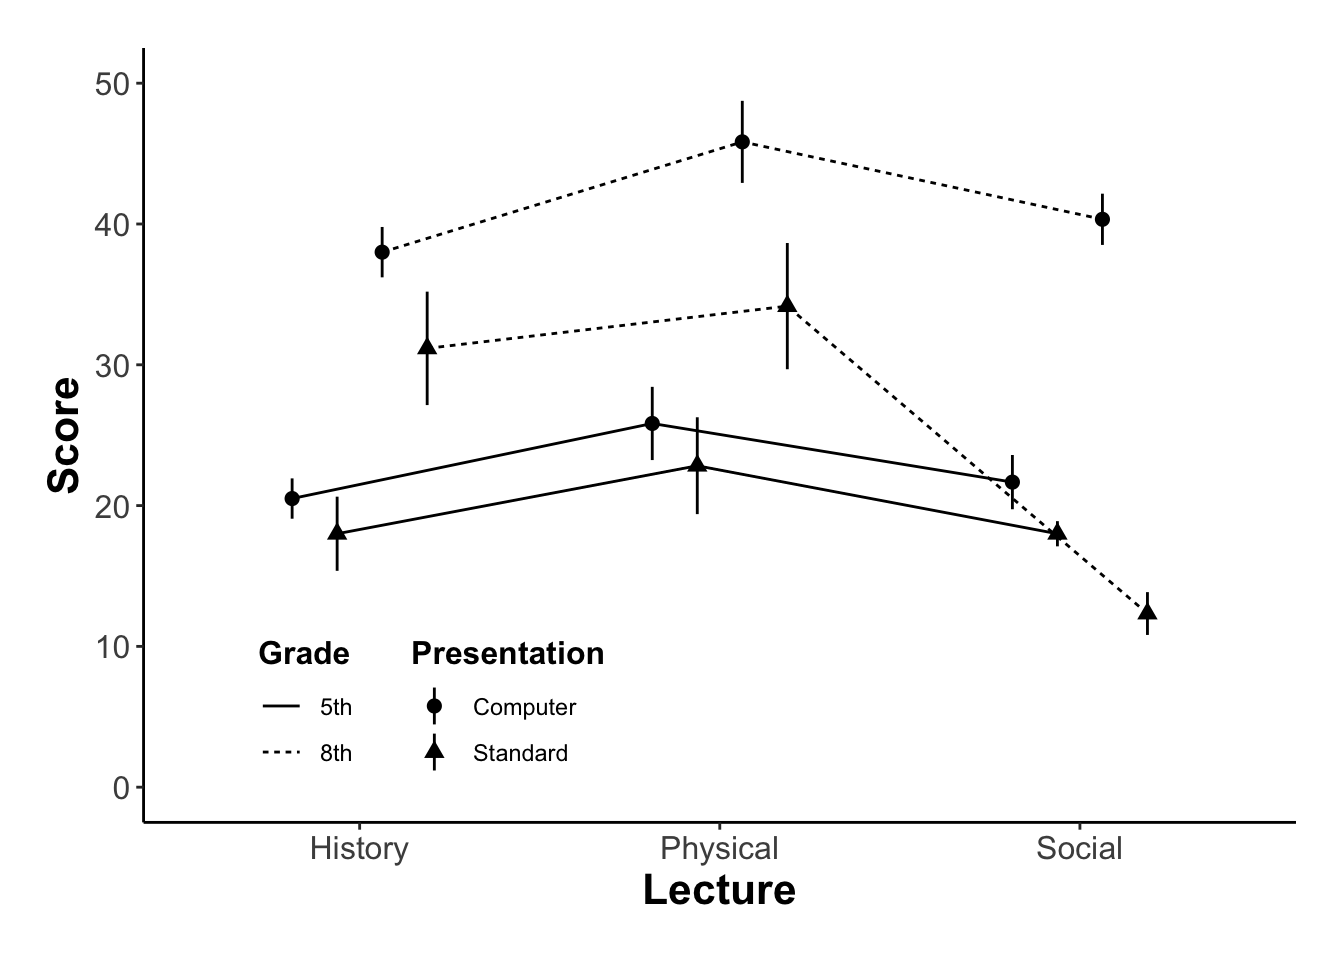 50
40
30
20
10
0
Score
Grade
5th
8th
Presentation
Computer
Standard
History Physical Social
Lecture